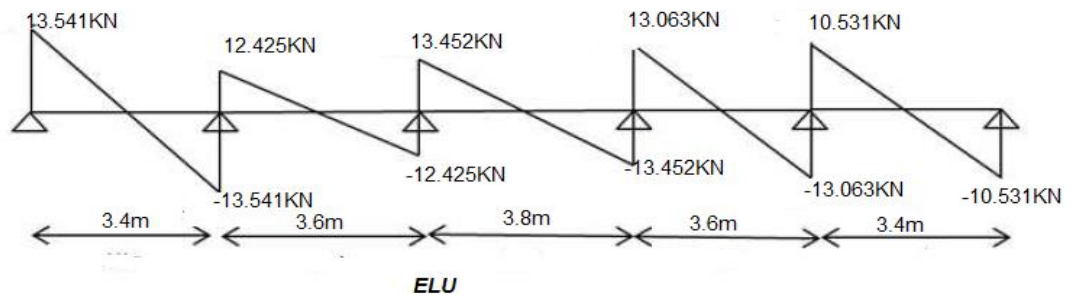 13.541KN
12.425KN
13.452KN
13.063KN
10.531KN
-13.541KN
-12.425KN
-13.452KN
-13.063KN
-10.531KN
3.4m
3.6m
3.8m
3.6m
3.4m
ELU